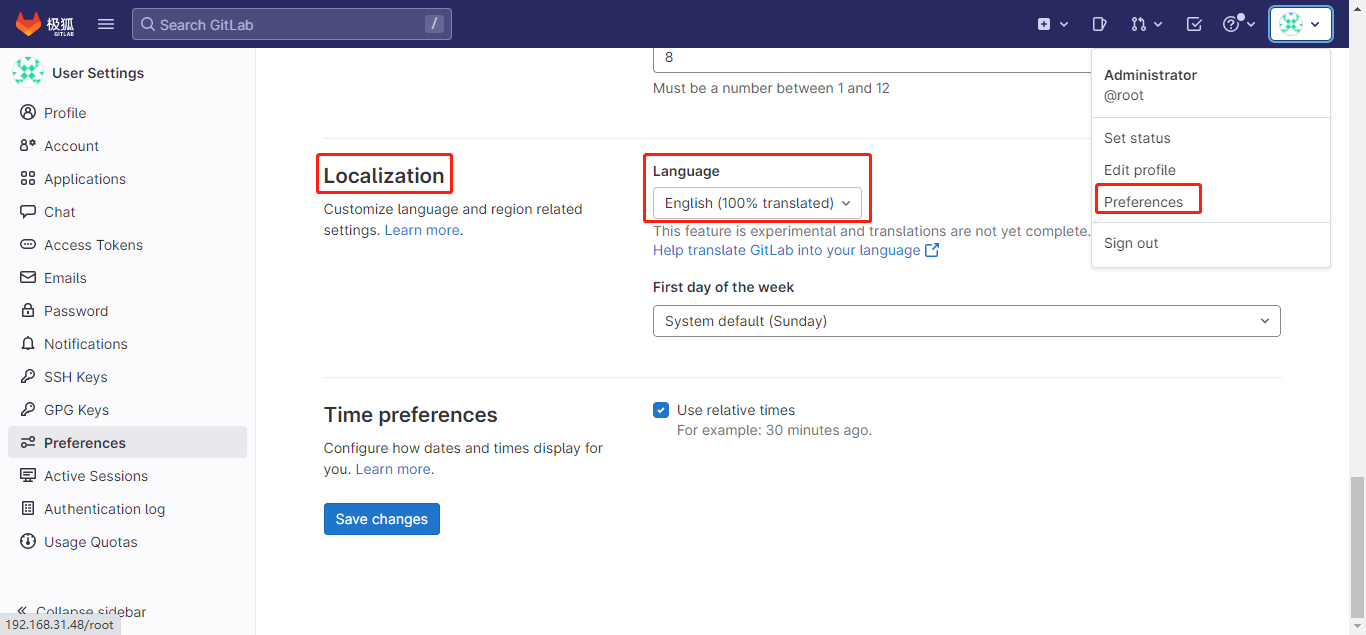 极狐
GITLAB
Search GitLab
/
User Settings
Profile
Account
Applications
Chat
Access Tokens
Emails
Password
Notifications
SSH Keys
GPG Keys
Preferences
Active Sessions
Authentication log
Usage Quotas
Collapse sidebar
192.168.31.48/root
8
Must be a number between 1 and 12
Localization
Customize language and region related
settings. Learn more.
Language
English (100% translated)
This feature is experimental and translations are not yet complete.
Help translate GitLab into your language
First day of the week
System default (Sunday)
Time preferences
Configure how dates and times display for
you. Learn more.
Use relative times
For example: 30 minutes ago.
Save changes
Administrator
@root
Set status
Edit profile
Preferences
Sign out